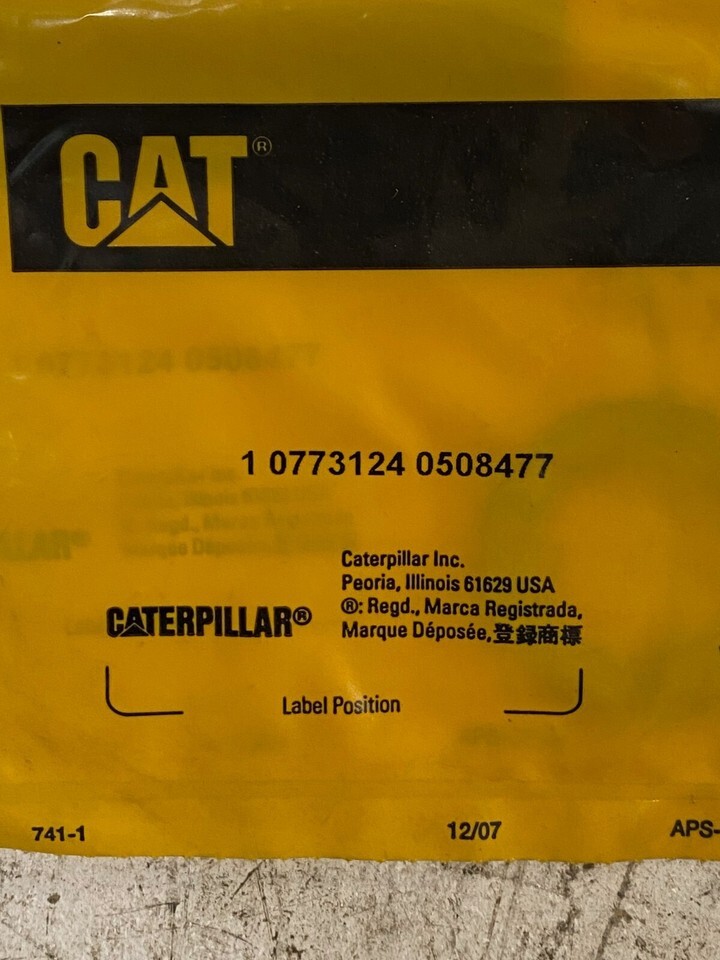 CAT®
1 0773124 0508477
Caterpillar Inc.
Peoria, Illinois 61629 USA
®: Regd., Marca Registrada,
CATERPILLAR® Marque Déposée,登録商標
Label Position
741-1 12/07 APS-